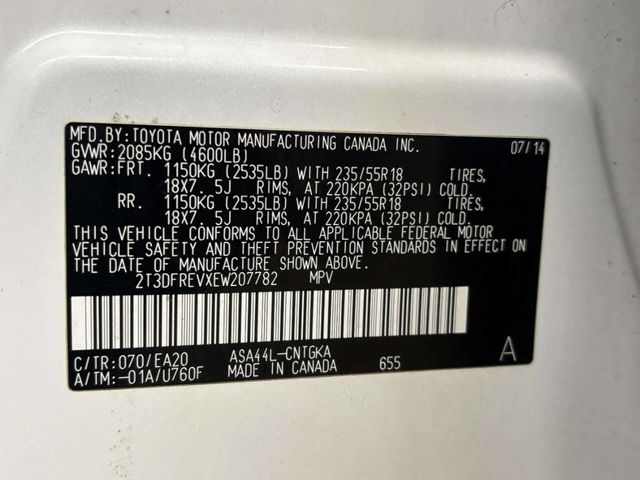 MFD. BY: TOYOTA MOTOR MANUFACTURING CANADA INC. 07/14
GVWR: 2085KG (4600LB)
GAWR: FRT. 1150KG (2535LB) WITH 235/55R18 TIRES,
18X7. 5J RIMS, AT 220KPA (32PSI) COLD.
RR. 1150KG (2535LB) WITH 235/55R18 TIRES,
18X7. 5J RIMS, AT 220KPA (32PSI) COLD.
THIS VEHICLE CONFORMS TO ALL APPLICABLE FEDERAL MOTOR
VEHICLE SAFETY AND THEFT PREVENTION STANDARDS IN EFFECT ON
THE DATE OF MANUFACTURE SHOWN ABOVE.
2T3DFREVXEW207782 MPV
C/TR: 070/EA20 ASA44L-CNTGKA
A/TM: -01A/U760F MADE IN CANADA 655 A